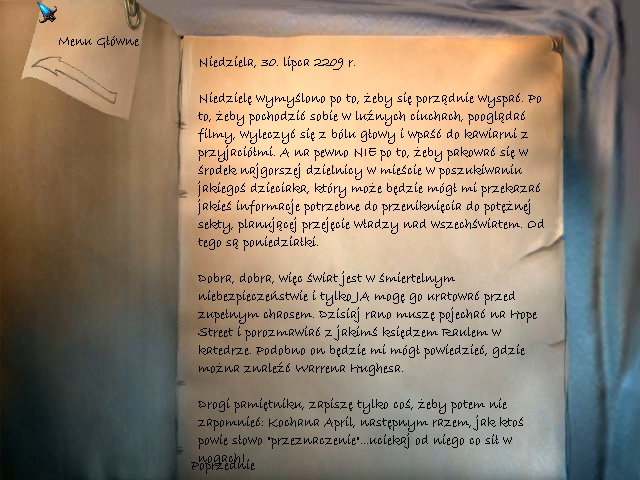 Menu Główne
Niedziela, 30. lipca 2209 r.
Niedzielę wymyślono po to, żeby się porządnie wyspać. Po
to, żeby pochodzić sobie w luźnych ciuchach, pooglądać
filmy, wyleczyć się z bólu głowy i wpaść do kawiarni z
przyjaciółmi. A na pewno NIE po to, żeby pakować się w
środek najgorszej dzielnicy w mieście w poszukiwaniu
jakiegoś dzieciaka, który może będzie mógł mi przekazać
jakieś informacje potrzebne do przeniknięcia do potężnej
sekty, planującej przejęcie władzy nad wszechświatem. Od
tego są poniedziałki.
Dobra, dobra, więc świat jest w śmiertelnym
niebezpieczeństwie i tylko JA mogę go uratować przed
zupełnym chaosem. Dzisiaj rano muszę pojechać na Hope
Street i porozmawiać z jakimś księdzem Raulem w
katedrze. Podobno on będzie mi mógł powiedzieć, gdzie
można znaleźć Warrena Hughesa.
Drogi pamiętniku, zapiszę tylko coś, żeby potem nie
zapomnieć: Kochana April, następnym razem, jak ktoś
powie słowo "przeznaczenie"...uciekaj od niego co sił w
nogach!
Poprzednie